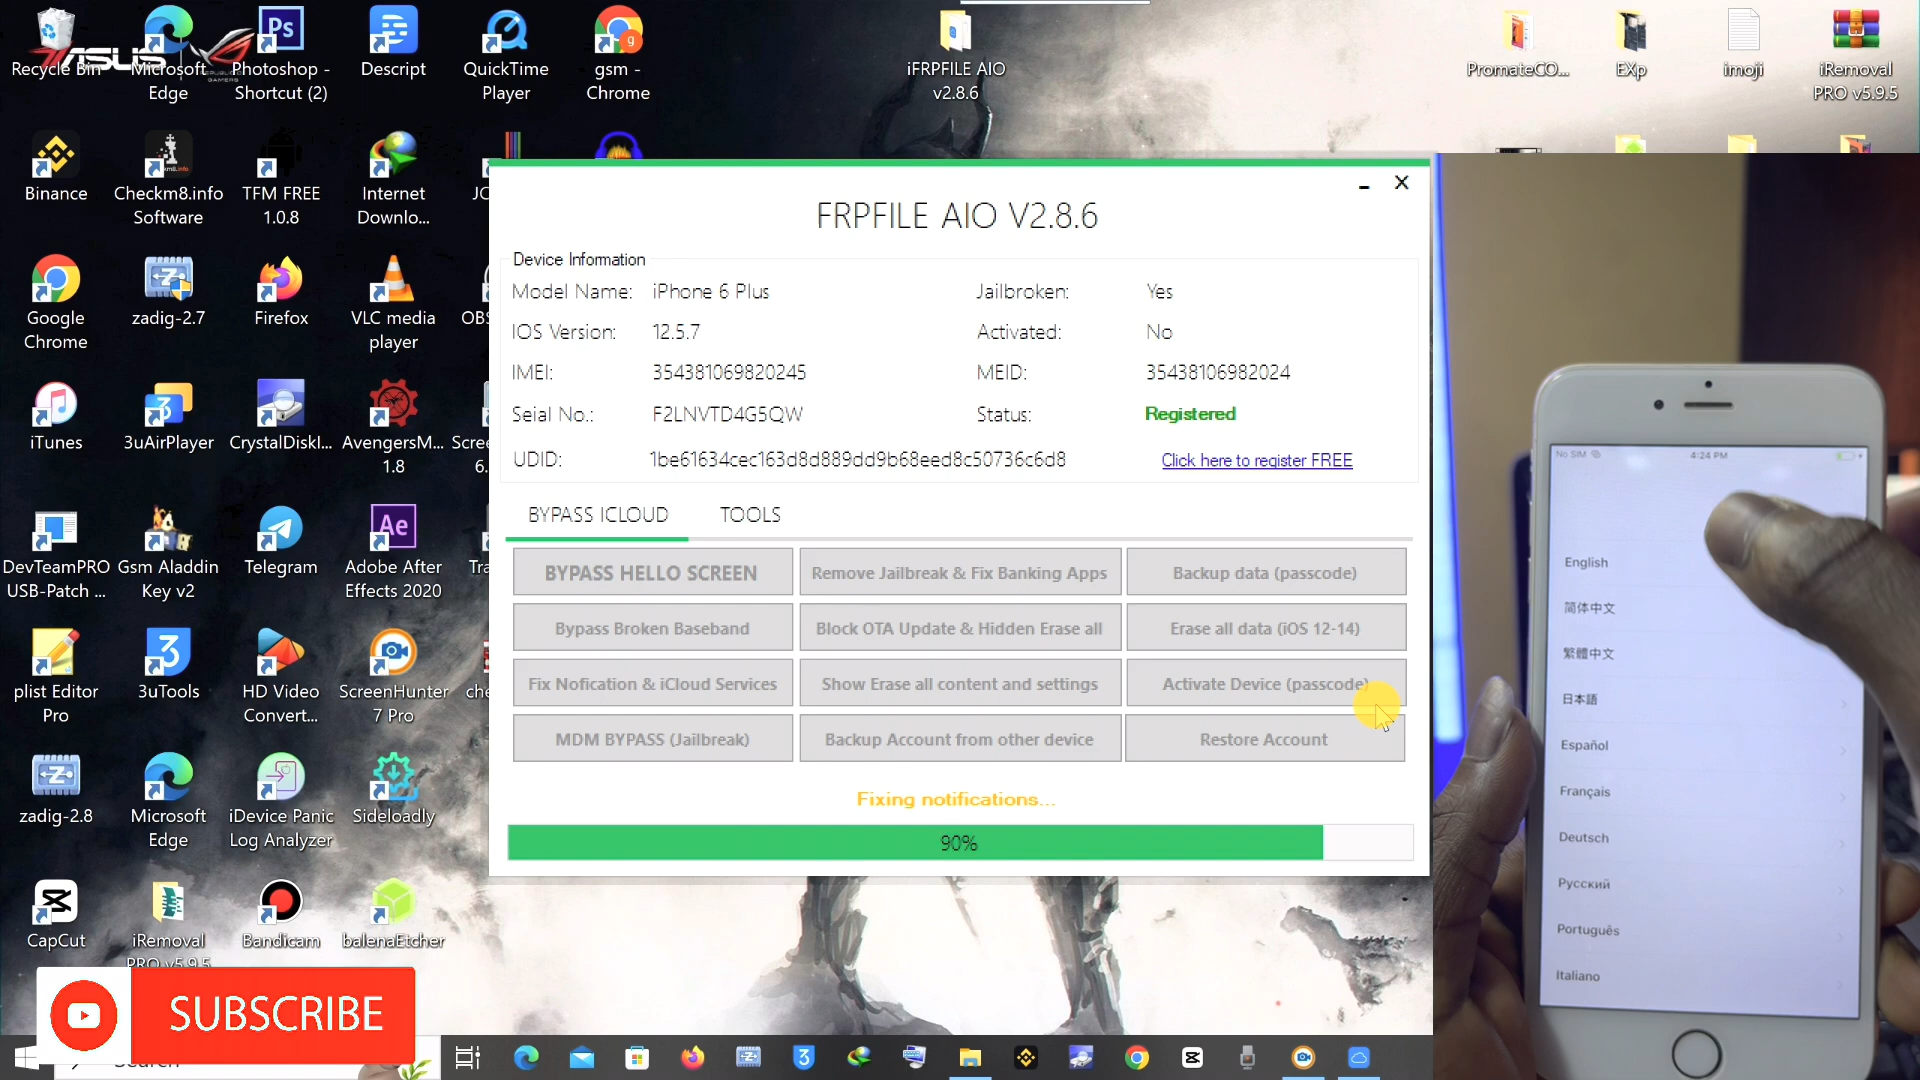 Recycle Bin
Microsoft Edge
Photoshop - Shortcut (2)
Descript
QuickTime Player
gsm - Chrome
iFRPFILE AIO v2.8.6
PromateCO...
EXp
imoji
iRemoval PRO v5.9.5
ASUS
Binance
Checkm8.info Software
TFM FREE 1.0.8
Internet Downlo...
Google Chrome
zadig-2.7
Firefox
VLC media player
iTunes
3uAirPlayer
CrystalDiskI...
AvengersM... 1.8
DevTeamPRO USB-Patch ...
Gsm Aladdin Key v2
Telegram
Adobe After Effects 2020
plist Editor Pro
3uTools
HD Video Convert...
ScreenHunter 7 Pro
zadig-2.8
Microsoft Edge
iDevice Panic Log Analyzer
Sideloadly
CapCut
iRemoval PRO v5.9.5
Bandicam
balenaEtcher
FRPFILE AIO V2.8.6
Device Information
Model Name: iPhone 6 Plus Jailbroken: Yes
IOS Version: 12.5.7 Activated: No
IMEI: 354381069820245 MEID: 35438106982024
Seial No.: F2LNVTD4G5QW Status: Registered
UDID: 1be61634cec163d8d889dd9b68eed8c50736c6d8 Click here to register FREE
BYPASS ICLOUD TOOLS
BYPASS HELLO SCREEN Remove Jailbreak & Fix Banking Apps Backup data (passcode)
Bypass Broken Baseband Block OTA Update & Hidden Erase all Erase all data (iOS 12-14)
Fix Nofication & iCloud Services Show Erase all content and settings Activate Device (passcode)
MDM BYPASS (Jailbreak) Backup Account from other device Restore Account
Fixing notifications...
90%
No SIM 4:24 PM
English
简体中文
繁體中文
日本語
Español
Français
Deutsch
Русский
Português
Italiano
SUBSCRIBE